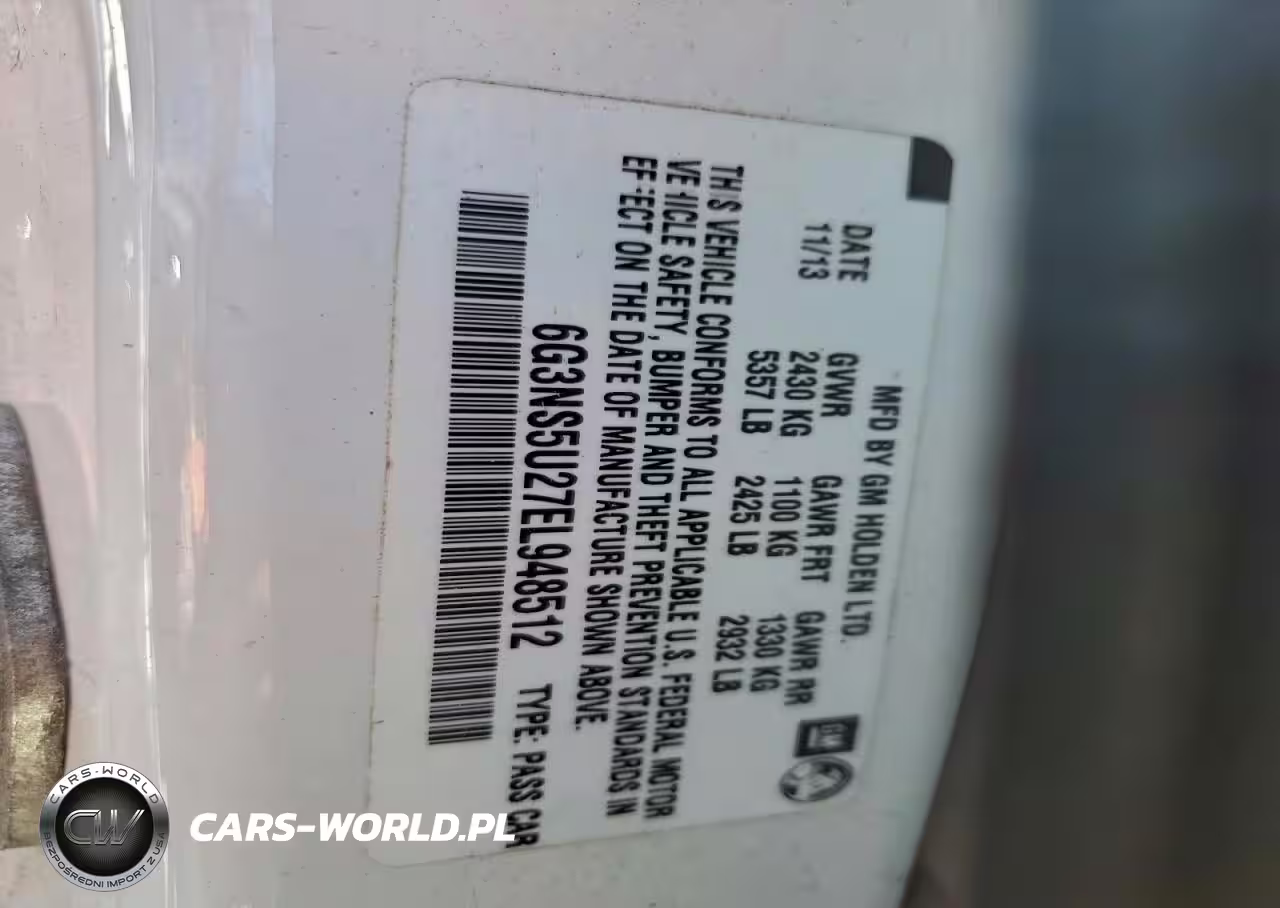 MFD BY GM HOLDEN LTD.
GM
DATE GVWR GAWR FRT GAWR RR
11/13 2430 KG 1100 KG 1330 KG
5357 LB 2425 LB 2932 LB
THIS VEHICLE CONFORMS TO ALL APPLICABLE U.S. FEDERAL MOTOR
VEHICLE SAFETY, BUMPER AND THEFT PREVENTION STANDARDS IN
EFFECT ON THE DATE OF MANUFACTURE SHOWN ABOVE.
6G3NS5U27EL948512 TYPE: PASS CAR
CARS-WORLD
CW
BEZPOŚREDNI IMPORT Z USA
CARS-WORLD.PL